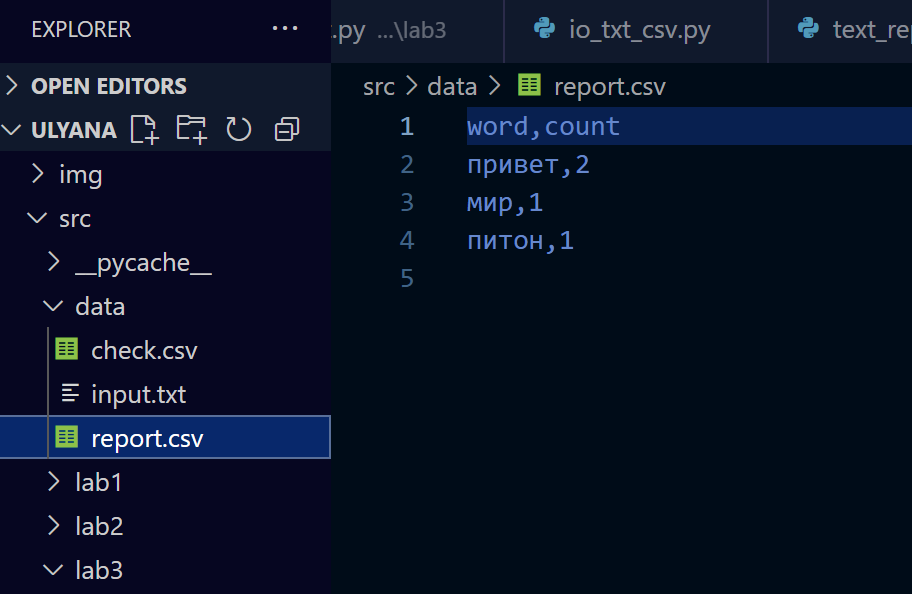 EXPLORER ...
OPEN EDITORS
ULYANA
img
src
__pycache__
data
check.csv
input.txt
report.csv
lab1
lab2
lab3
.py ...\lab3 io_txt_csv.py text_re
src > data > report.csv
1 word,count
2 привет,2
3 мир,1
4 питон,1
5